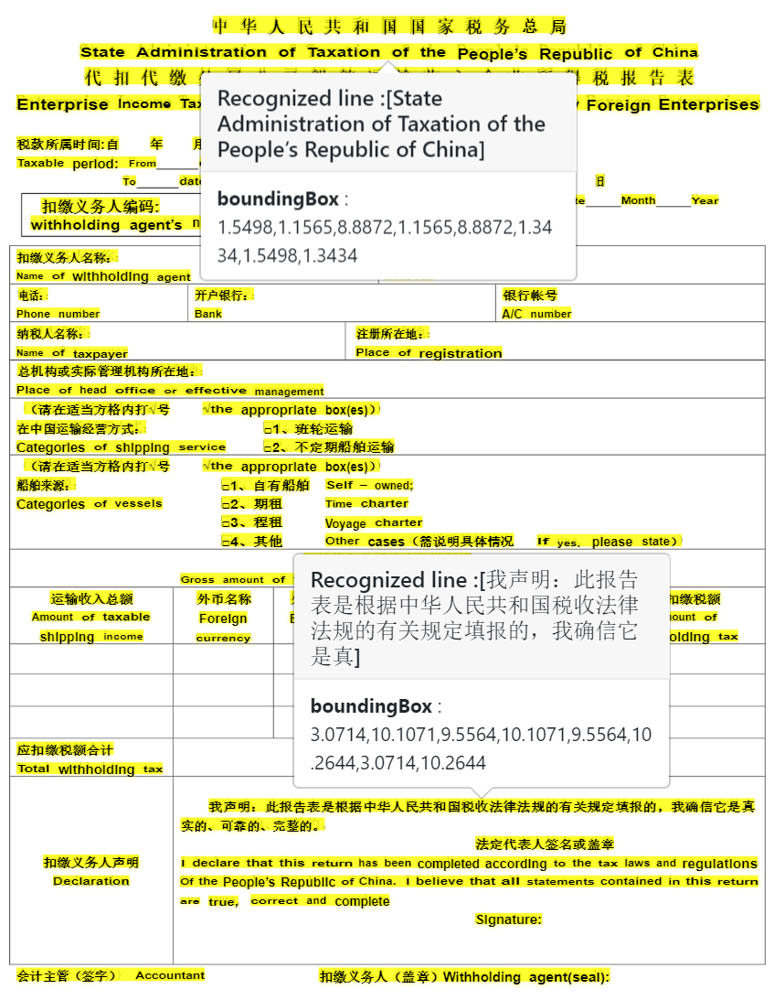 中华人民共和国国家税务总局
State Administration of Taxation of the People's Republic of China
代扣代缴
税报告表
Enterprise Income Tax
Foreign Enterprises
Recognized line :[State
Administration of Taxation of the
People's Republic of China]
boundingBox :
1.5498,1.1565,8.8872,1.1565,8.8872,1.34
34,1.5498,1.3434
税款所属时间:自 年 月
Taxable period: From_____
To_____date
日
_____Month_____Year
扣缴义务人编码:
withholding agent's
扣缴义务人名称:
Name of withholding agent
电话: 开户银行: 银行帐号
Phone number Bank A/C number
纳税人名称: 注册所在地:
Name of taxpayer Place of registration
总机构或实际管理机构所在地:
Place of head office or effective management
(请在适当方格内打√号 √the appropriate box(es))
在中国运输经营方式: □1、班轮运输
Categories of shipping service □2、不定期船舶运输
(请在适当方格内打√号 √the appropriate box(es))
船舶来源: □1、自有船舶 Self - owned;
Categories of vessels □2、期租 Time charter
□3、程租 Voyage charter
□4、其他 Other cases(需说明具体情况 If yes, please state)
Gross amount of
Recognized line :[我声明：此报告
表是根据中华人民共和国税收法律
法规的有关规定填报的，我确信它
是真]
boundingBox :
3.0714,10.1071,9.5564,10.1071,9.5564,10
.2644,3.0714,10.2644
运输收入总额 外币名称 扣缴税额
Amount of taxable Foreign amount of
shipping income currency tax
应扣缴税额合计
Total withholding tax
我声明：此报告表是根据中华人民共和国税收法律法规的有关规定填报的，我确信它是真
实的、可靠的、完整的。
法定代表人签名或盖章
扣缴义务人声明
Declaration
I declare that this return has been completed according to the tax laws and regulations
Of the People's Republic of China. I believe that all statements contained in this return
are true, correct and complete
Signature:
会计主管（签字） Accountant 扣缴义务人（盖章）Withholding agent(seal):